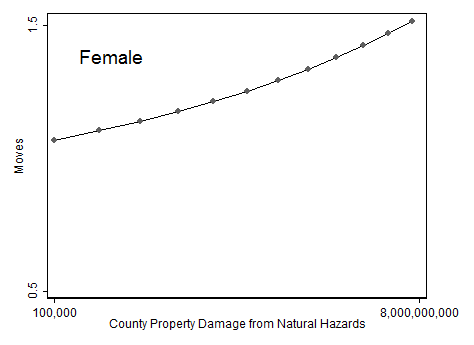 1.5
Female
Moves
0.5
100,000
8,000,000,000
County Property Damage from Natural Hazards